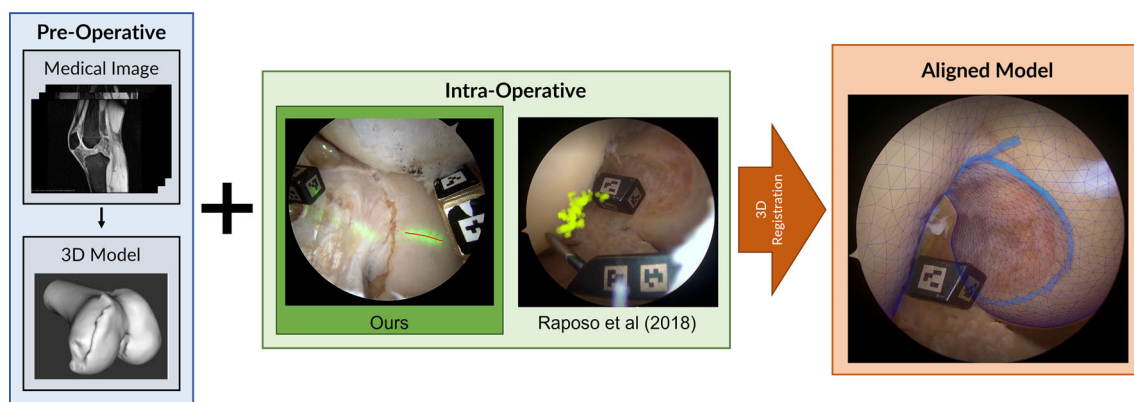 Pre-Operative
Medical Image
3D Model
+
Intra-Operative
Ours
Raposo et al (2018)
3D
Registration
Aligned Model